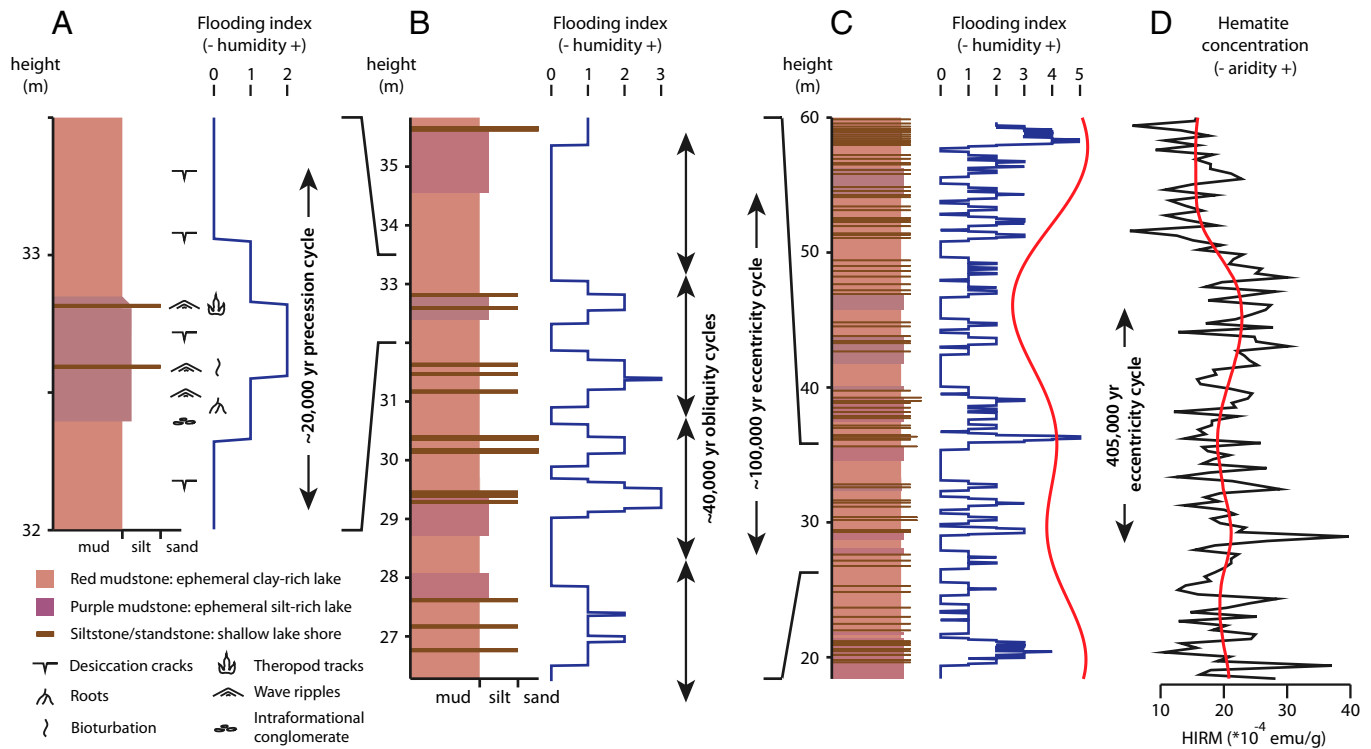 A
Flooding index
(- humidity +)
height
(m)
0 1 2
33
32
mud silt sand
~20,000 yr precession cycle
B
Flooding index
(- humidity +)
height
(m)
0 1 2 3
35
34
33
31
30
29
28
27
mud silt sand
~40,000 yr obliquity cycles
C
Flooding index
(- humidity +)
height
(m)
0 1 2 3 4 5
60
50
40
30
20
~100,000 yr eccentricity cycle
405,000 yr
eccentricity cycle
D
Hematite
concentration
(- aridity +)
10 20 30 40
HIRM (*10-4 emu/g)
Red mudstone: ephemeral clay-rich lake
Purple mudstone: ephemeral silt-rich lake
Siltstone/standstone: shallow lake shore
Desiccation cracks
Theropod tracks
Roots
Wave ripples
Bioturbation
Intraformational
conglomerate